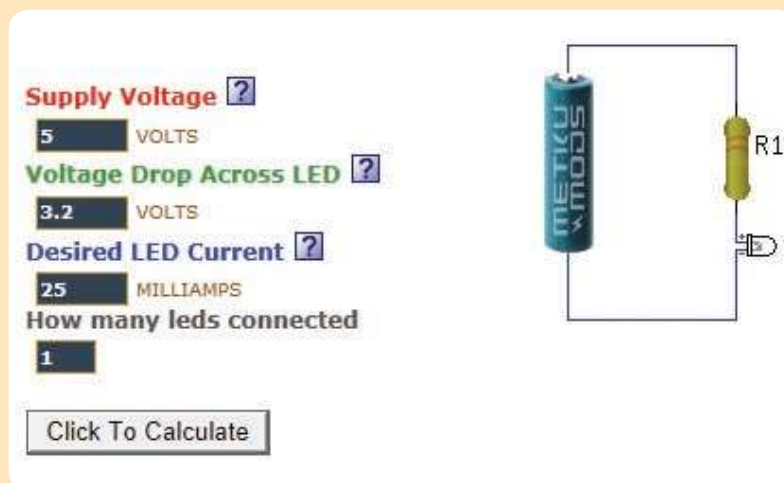 Supply Voltage ?
5 VOLTS
Voltage Drop Across LED ?
3.2 VOLTS
Desired LED Current ?
25 MILLIAMPS
How many leds connected
1
Click To Calculate
METKU
MODS
R1